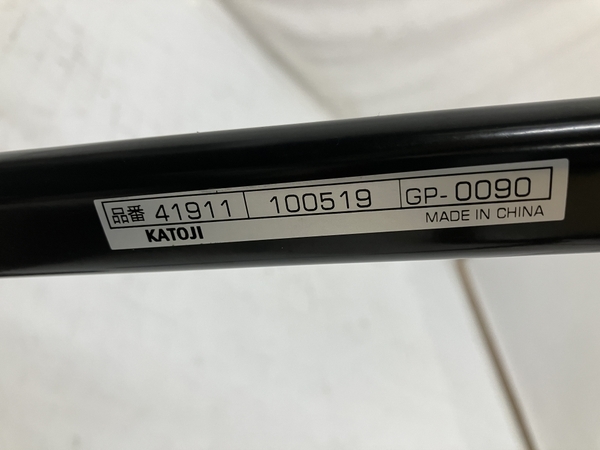 品番 41911 100519 GP-0090
KATOJI MADE IN CHINA